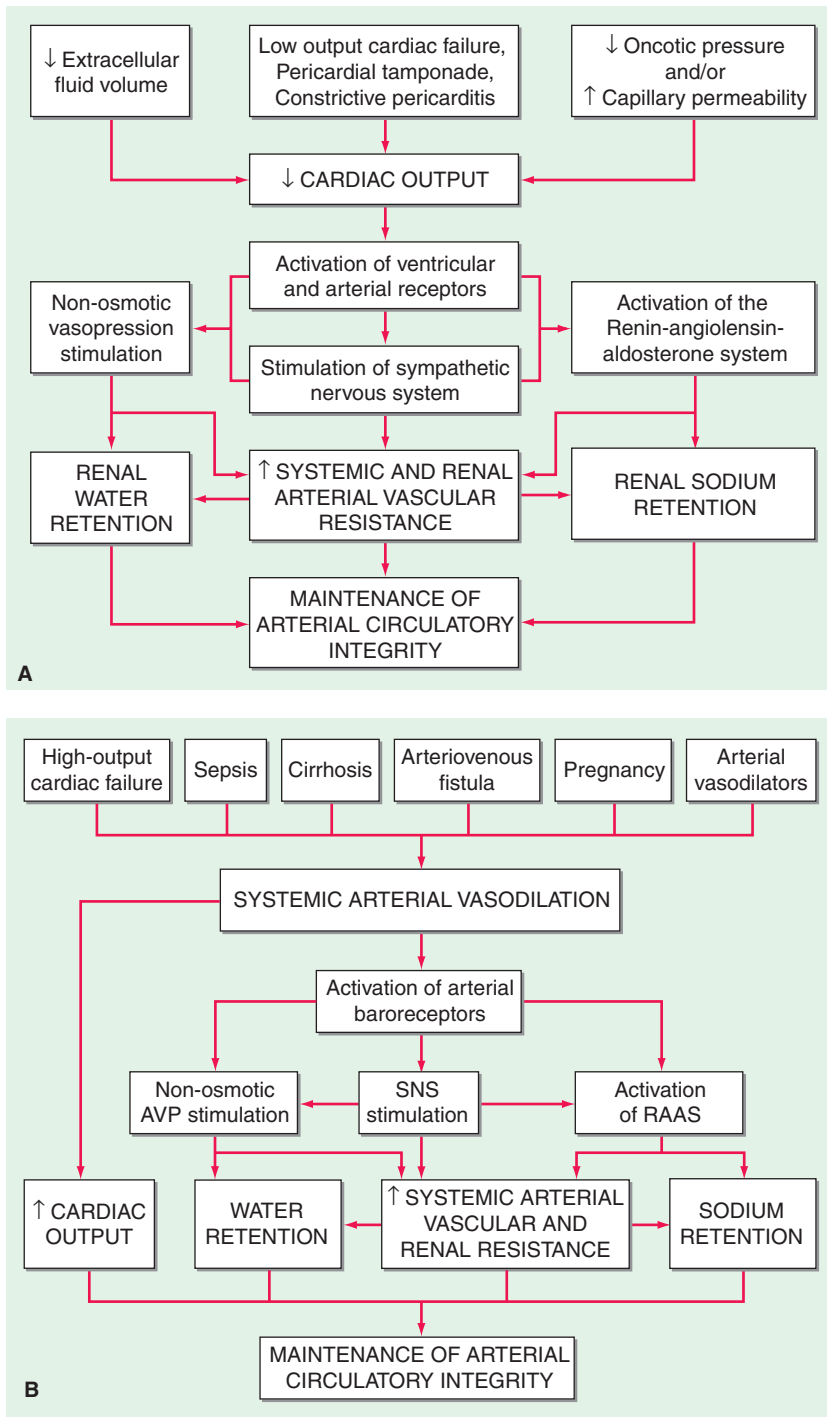 ↓ Extracellular
fluid volume
Low output cardiac failure,
Pericardial tamponade,
Constrictive pericarditis
↓ Oncotic pressure
and/or
↑ Capillary permeability
↓ CARDIAC OUTPUT
Activation of ventricular
and arterial receptors
Non-osmotic
vasopression
stimulation
Activation of the
Renin-angiolensin-
aldosterone system
Stimulation of sympathetic
nervous system
RENAL
WATER
RETENTION
↑ SYSTEMIC AND RENAL
ARTERIAL VASCULAR
RESISTANCE
RENAL SODIUM
RETENTION
MAINTENANCE OF
ARTERIAL CIRCULATORY
INTEGRITY
A
High-output
cardiac failure
Sepsis
Cirrhosis
Arteriovenous
fistula
Pregnancy
Arterial
vasodilators
SYSTEMIC ARTERIAL VASODILATION
Activation of arterial
baroreceptors
Non-osmotic
AVP stimulation
SNS
stimulation
Activation
of RAAS
↑ CARDIAC
OUTPUT
WATER
RETENTION
↑ SYSTEMIC ARTERIAL
VASCULAR AND
RENAL RESISTANCE
SODIUM
RETENTION
MAINTENANCE OF ARTERIAL
CIRCULATORY INTEGRITY
B